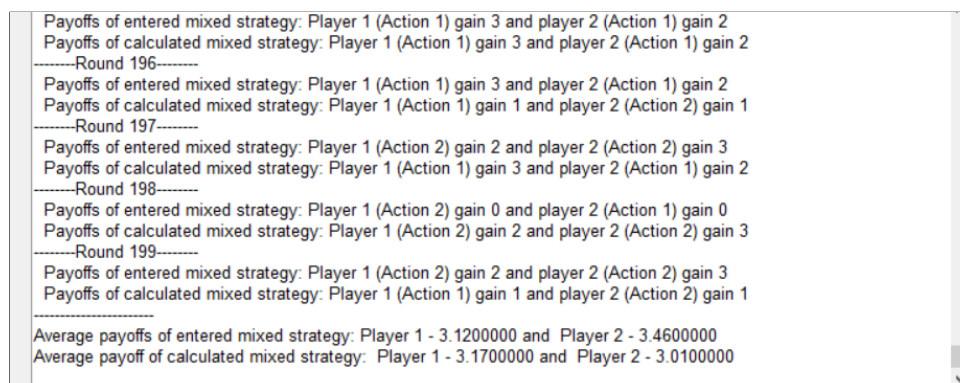 Payoffs of entered mixed strategy: Player 1 (Action 1) gain 3 and player 2 (Action 1) gain 2
Payoffs of calculated mixed strategy: Player 1 (Action 1) gain 3 and player 2 (Action 1) gain 2
--------Round 196--------
Payoffs of entered mixed strategy: Player 1 (Action 1) gain 3 and player 2 (Action 1) gain 2
Payoffs of calculated mixed strategy: Player 1 (Action 1) gain 1 and player 2 (Action 2) gain 1
--------Round 197--------
Payoffs of entered mixed strategy: Player 1 (Action 2) gain 2 and player 2 (Action 2) gain 3
Payoffs of calculated mixed strategy: Player 1 (Action 1) gain 3 and player 2 (Action 1) gain 2
--------Round 198--------
Payoffs of entered mixed strategy: Player 1 (Action 2) gain 0 and player 2 (Action 1) gain 0
Payoffs of calculated mixed strategy: Player 1 (Action 2) gain 2 and player 2 (Action 2) gain 3
--------Round 199--------
Payoffs of entered mixed strategy: Player 1 (Action 2) gain 2 and player 2 (Action 2) gain 3
Payoffs of calculated mixed strategy: Player 1 (Action 1) gain 1 and player 2 (Action 2) gain 1
------------------------
Average payoffs of entered mixed strategy: Player 1 - 3.1200000 and  Player 2 - 3.4600000
Average payoff of calculated mixed strategy:  Player 1 - 3.1700000 and  Player 2 - 3.0100000